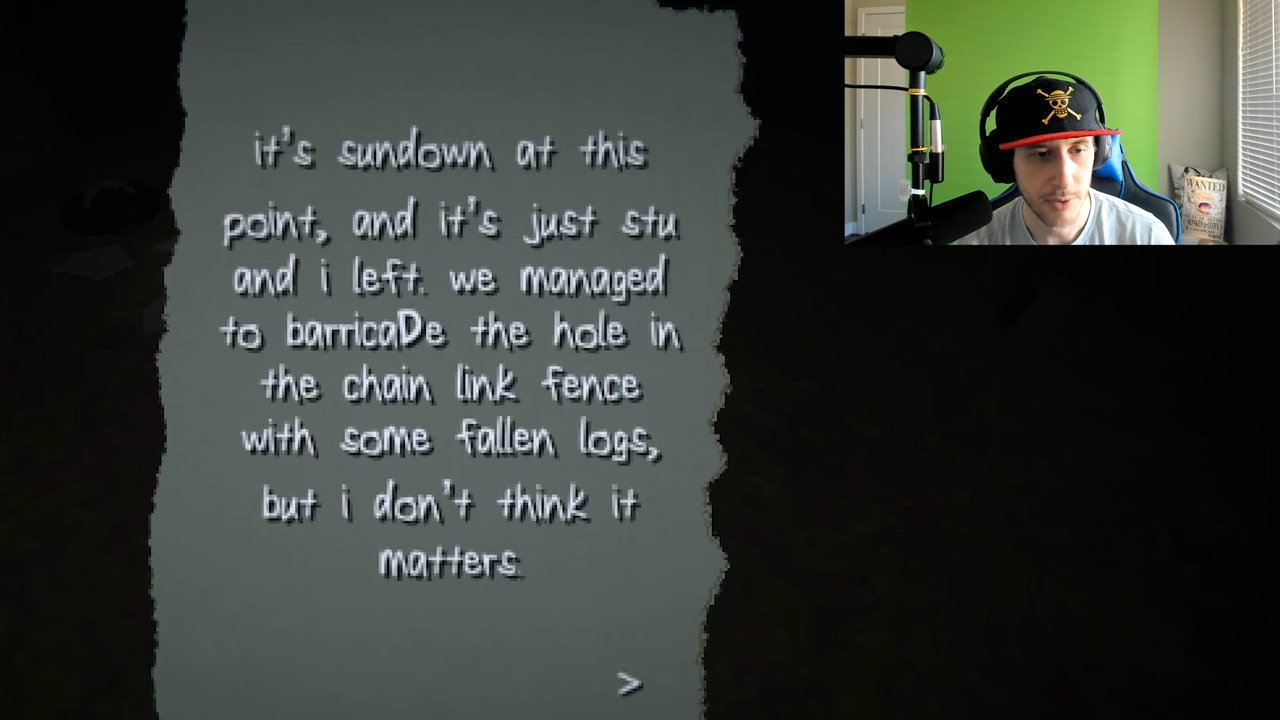 it's sundown at this
point, and it's just stu
and i left. we managed
to barricaDe the hole in
the chain link fence
with some fallen logs,
but i don't think it
matters.
>
WANTED